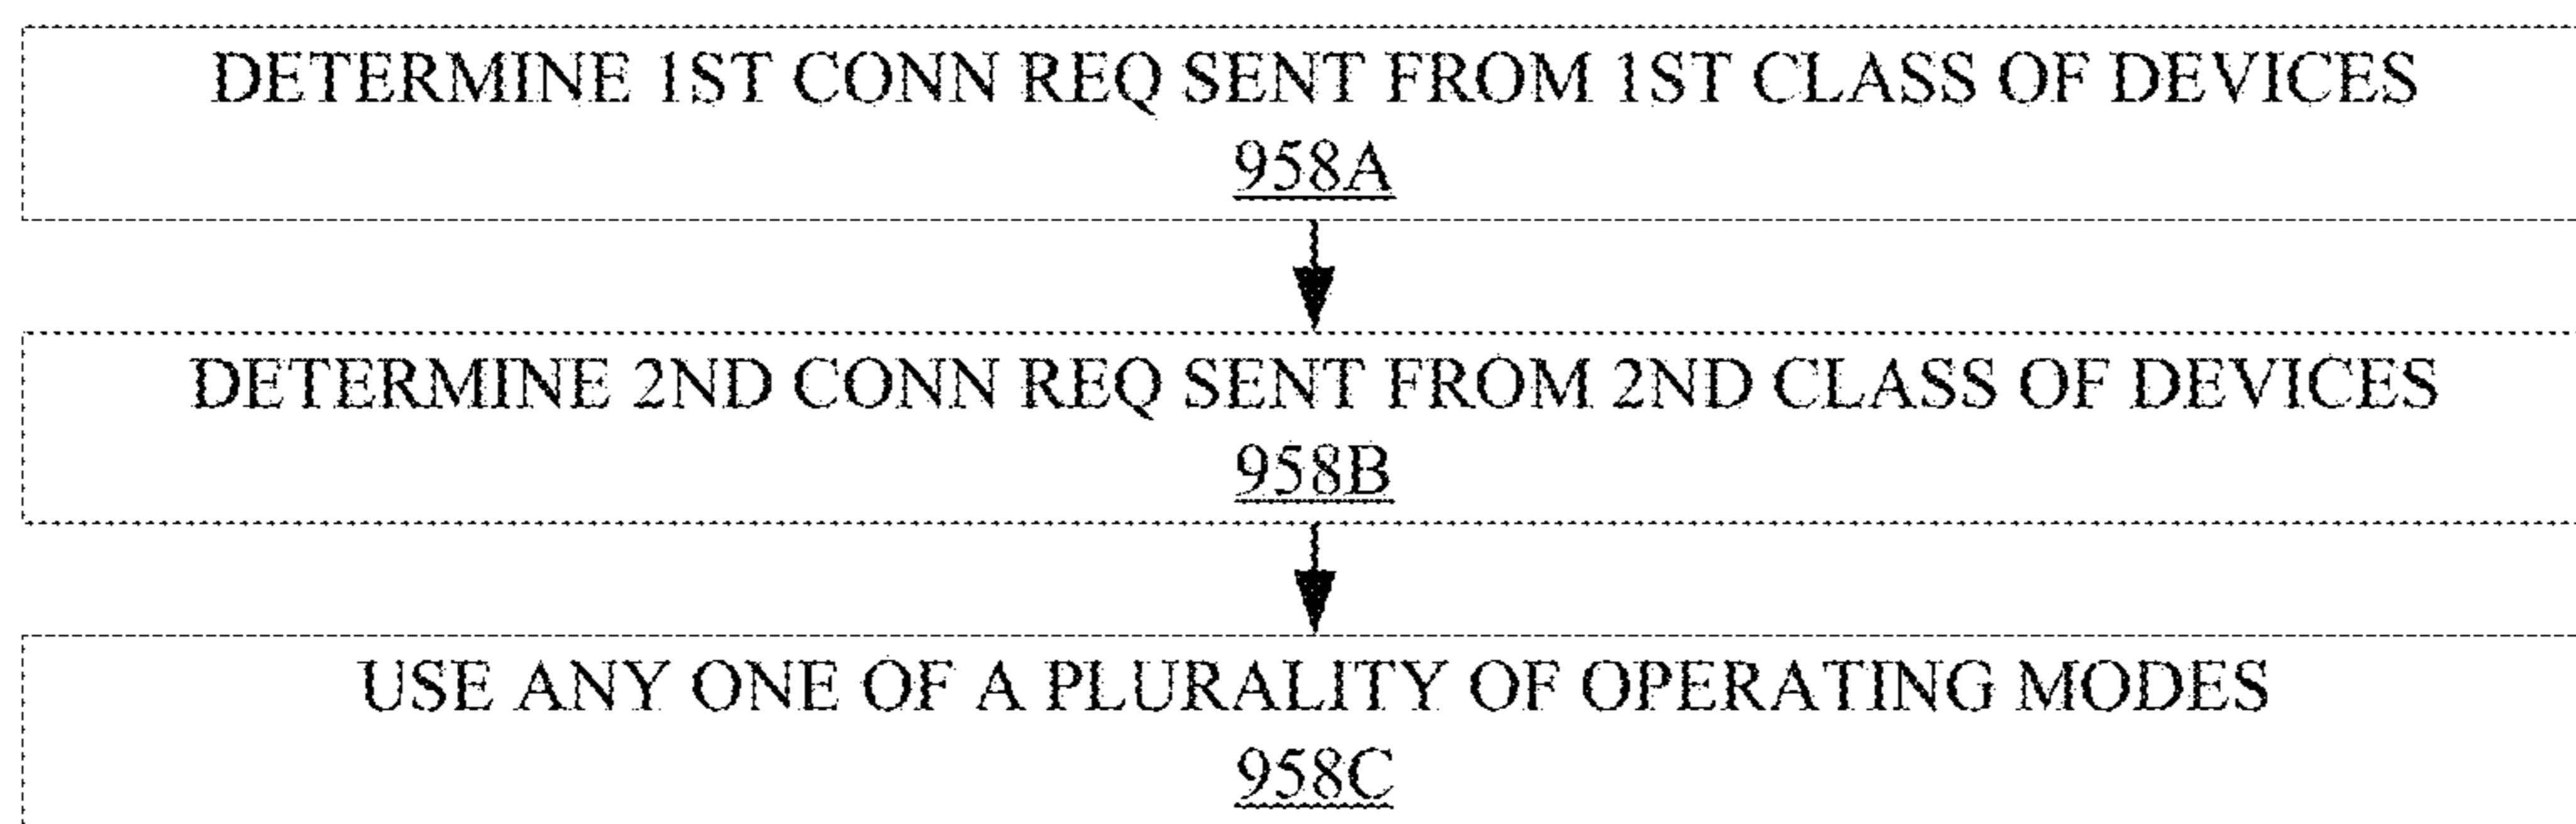 DETERMINE 1ST CONN REQ SENT FROM 1ST CLASS OF DEVICES
958A
DETERMINE 2ND CONN REQ SENT FROM 2ND CLASS OF DEVICES
958B
USE ANY ONE OF A PLURALITY OF OPERATING MODES
958C